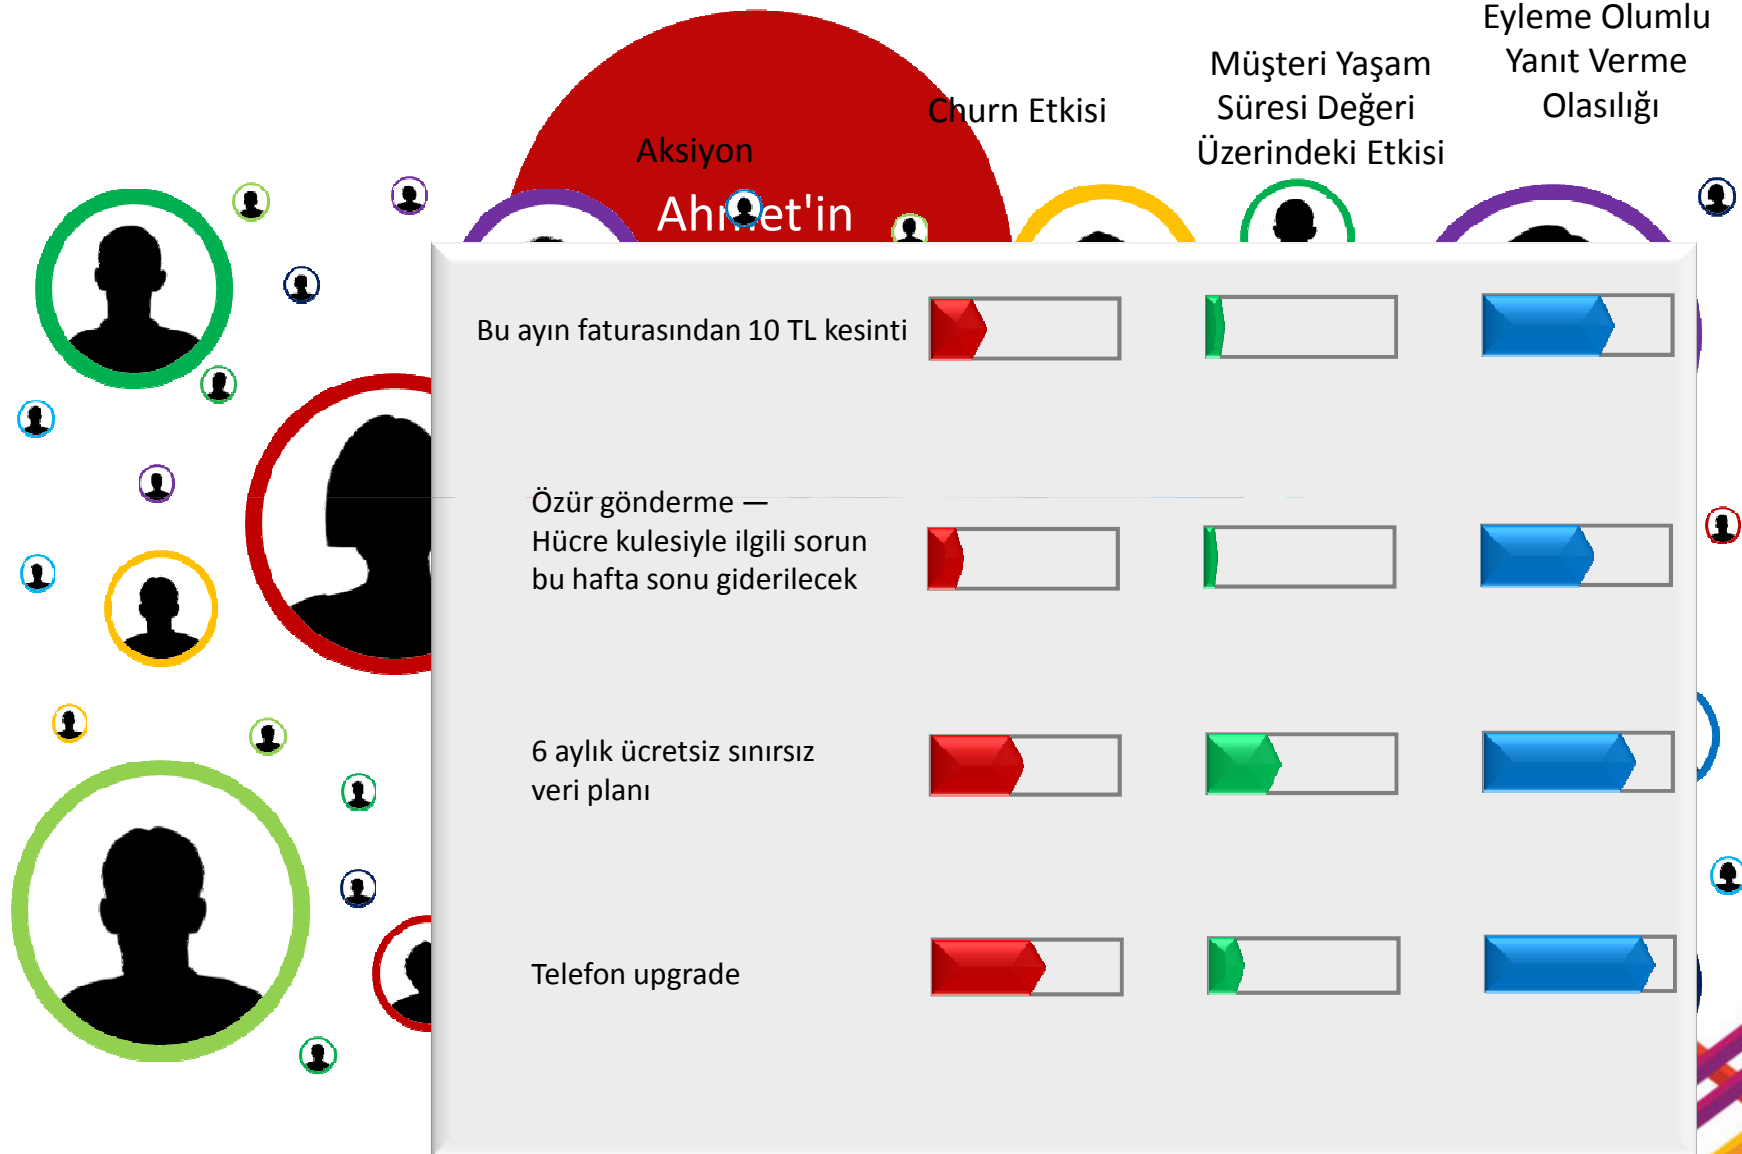 Aksiyon
Churn Etkisi
Müşteri Yaşam
Süresi Değeri
Üzerindeki Etkisi
Eyleme Olumlu
Yanıt Verme
Olasılığı
Ahmet'in
Bu ayın faturasından 10 TL kesinti
Özür gönderme —
Hücre kulesiyle ilgili sorun
bu hafta sonu giderilecek
6 aylık ücretsiz sınırsız
veri planı
Telefon upgrade